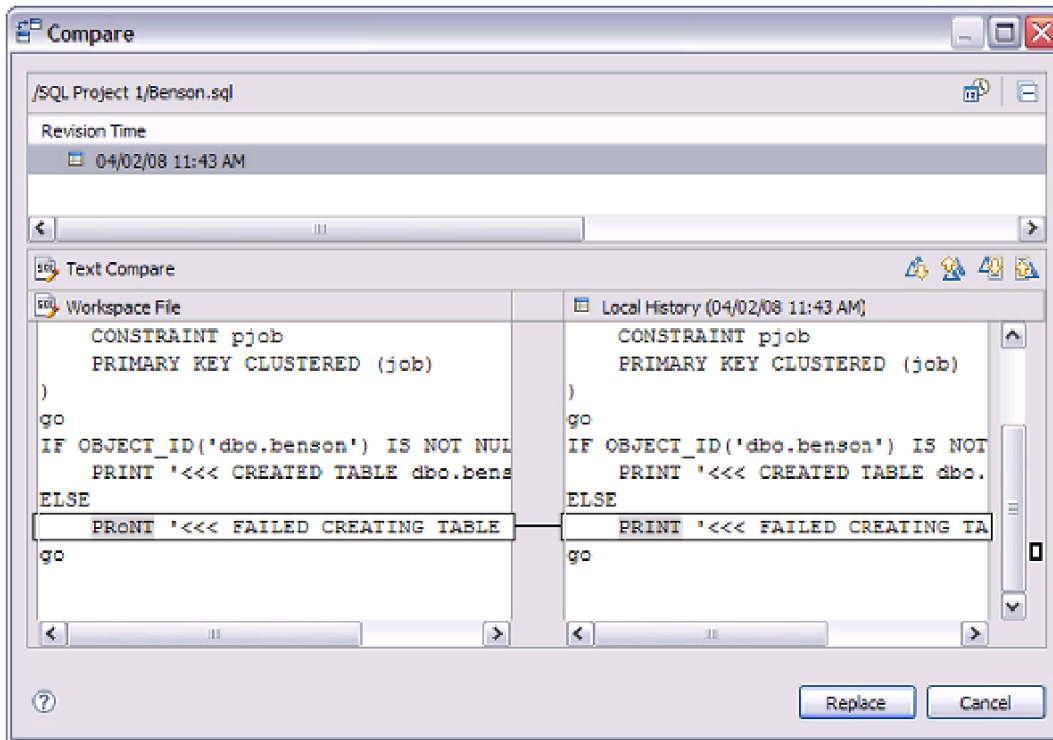 Compare
/SQL Project 1/Benson.sql
Revision Time
04/02/08 11:43 AM
Text Compare
Workspace File
CONSTRAINT pjob
PRIMARY KEY CLUSTERED (job)
)
go
IF OBJECT_ID('dbo.benson') IS NOT NUL
PRINT '<<< CREATED TABLE dbo.bens
ELSE
PRoNT '<<< FAILED CREATING TABLE
go
Local History (04/02/08 11:43 AM)
CONSTRAINT pjob
PRIMARY KEY CLUSTERED (job)
)
go
IF OBJECT_ID('dbo.benson') IS NOT
PRINT '<<< CREATED TABLE dbo.
ELSE
PRINT '<<< FAILED CREATING TA
go
Replace
Cancel